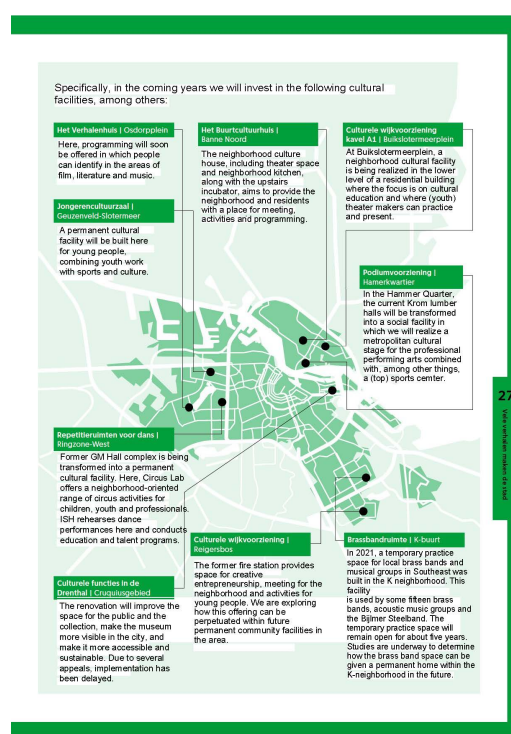 Specifically, in the coming years we will invest in the following cultural
facilities, among others:
Het Verhalenhuis | Osdorpplein
Here, programming will soon
be offered in which people
can identify in the areas of
film, literature and music.
Jongerencultuurzaal |
Geuzenveld-Slotermeer
A permanent cultural
facility will be built here
for young people,
combining youth work
with sports and culture.
Het Buurtcultuurhuis |
Banne Noord
The neighborhood culture
house, including theater space
and neighborhood kitchen,
along with the upstairs
incubator, aims to provide the
neighborhood and residents
with a place for meeting,
activities and programming.
Culturele wijkvoorziening
kavel A1 | Buikslotermeerplein
At Buikslotermeerplein, a
neighborhood cultural facility
is being realized in the lower
level of a residential building
where the focus is on cultural
education and where (youth)
theater makers can practice
and present.
Podiumvoorziening |
Hamerkwartier
In the Hammer Quarter,
the current Krom lumber
halls will be transformed
into a social facility in
which we will realize a
metropolitan cultural
stage for the professional
performing arts combined
with, among other things,
a (top) sports cemter.
27
Vele verhalen maken de stad
Repetitieruimten voor dans |
Ringzone-West
Former GM Hall complex is being
transformed into a permanent
cultural facility. Here, Circus Lab
offers a neighborhood-oriented
range of circus activities for
children, youth and professionals.
ISH rehearses dance
performances here and conducts
education and talent programs.
Culturele functies in de
Drenthal | Cruquiusgebied
The renovation will improve the
space for the public and the
collection, make the museum
more visible in the city, and
make it more accessible and
sustainable. Due to several
appeals, implementation has
been delayed.
Culturele wijkvoorziening |
Reigersbos
The former fire station provides
space for creative
entrepreneurship, meeting for the
neighborhood and activities for
young people. We are exploring
how this offering can be
perpetuated within future
permanent community facilities in
the area.
Brassbandruimte | K-buurt
In 2021, a temporary practice
space for local brass bands and
musical groups in Southeast was
built in the K neighborhood. This
facility
is used by some fifteen brass
bands, acoustic music groups and
the Bijlmer Steelband. The
temporary practice space will
remain open for about five years.
Studies are underway to determine
how the brass band space can be
given a permanent home within the
K-neighborhood in the future.